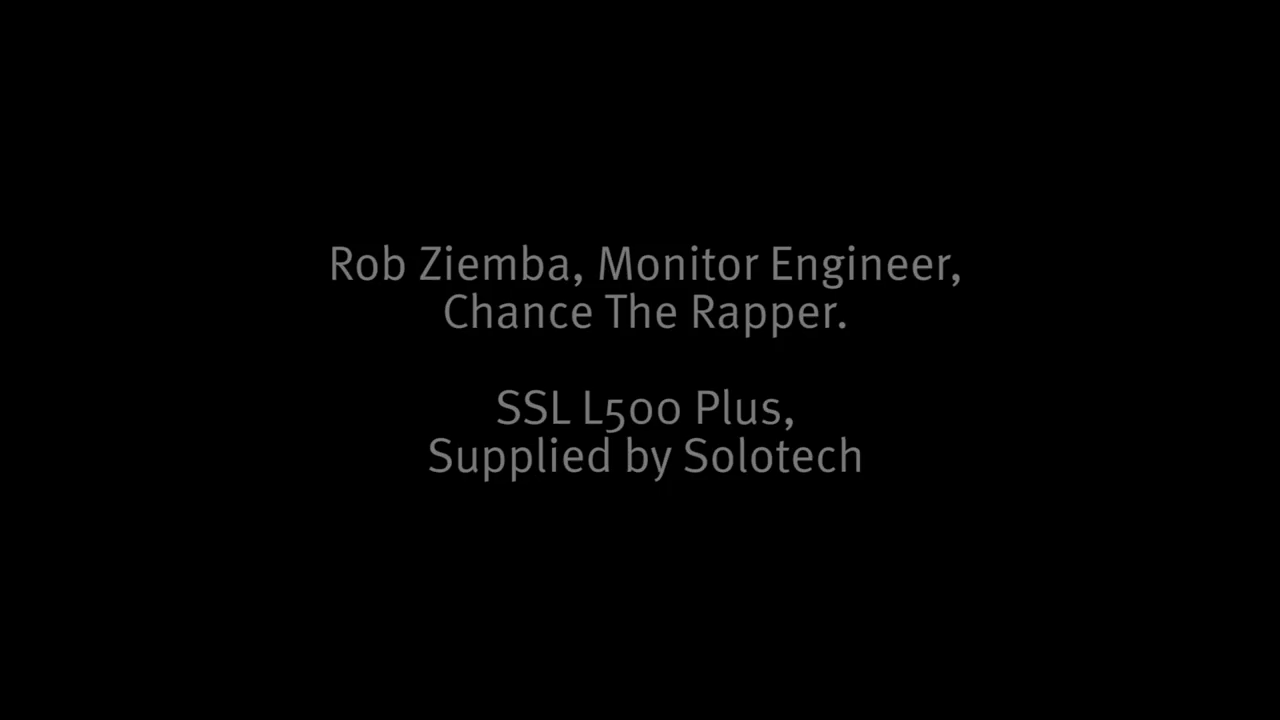 Rob Ziemba, Monitor Engineer,
Chance The Rapper.
SSL L500 Plus,
Supplied by Solotech